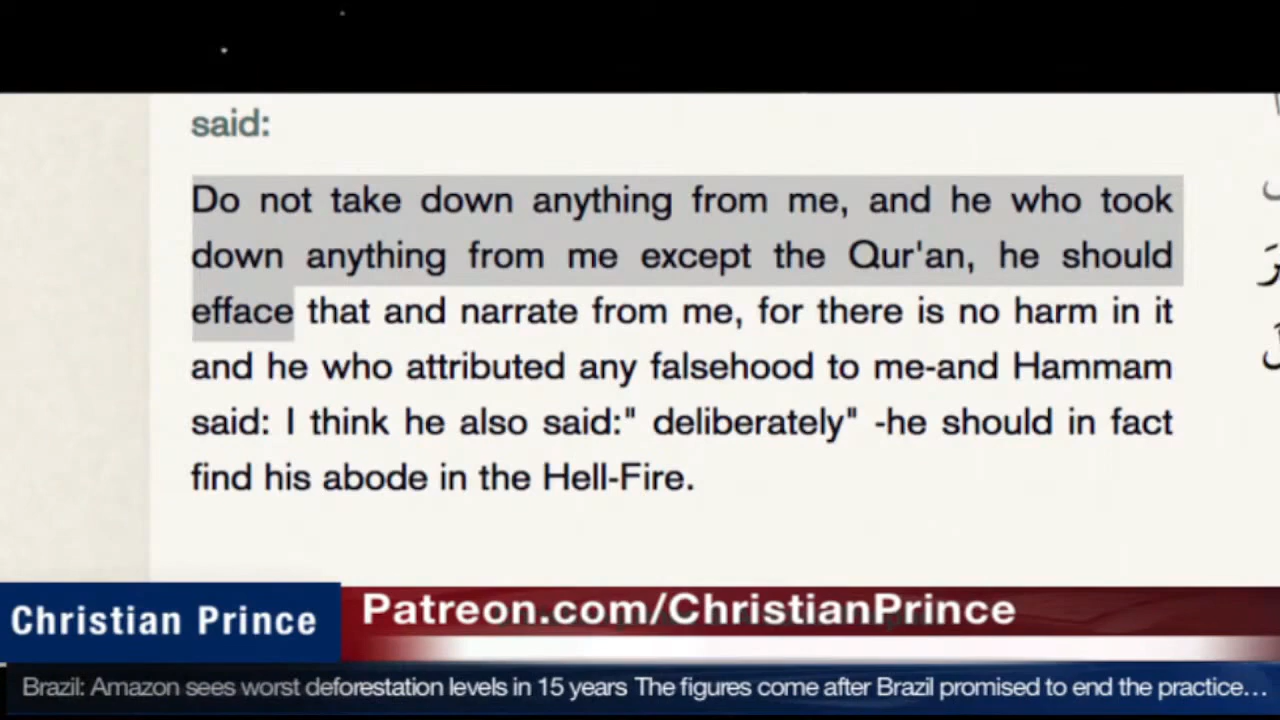 said:
Do not take down anything from me, and he who took
down anything from me except the Qur'an, he should
efface that and narrate from me, for there is no harm in it
and he who attributed any falsehood to me-and Hammam
said: I think he also said:" deliberately" -he should in fact
find his abode in the Hell-Fire.
Christian Prince
Patreon.com/ChristianPrince
Brazil: Amazon sees worst deforestation levels in 15 years The figures come after Brazil promised to end the practice…